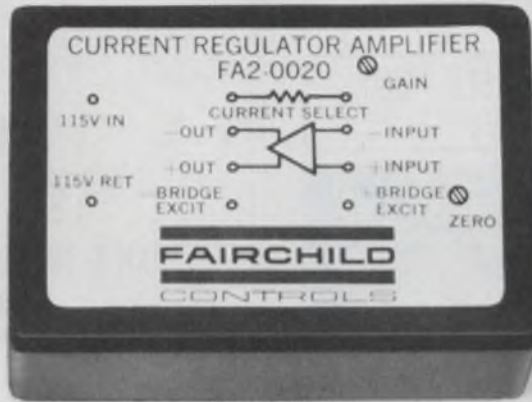 CURRENT REGULATOR AMPLIFIER
FA2-0020
GAIN
115V IN
CURRENT SELECT
-OUT
-INPUT
+OUT
+INPUT
115V RET
-BRIDGE EXCIT
+BRIDGE EXCIT
ZERO
FAIRCHILD
CONTROLS